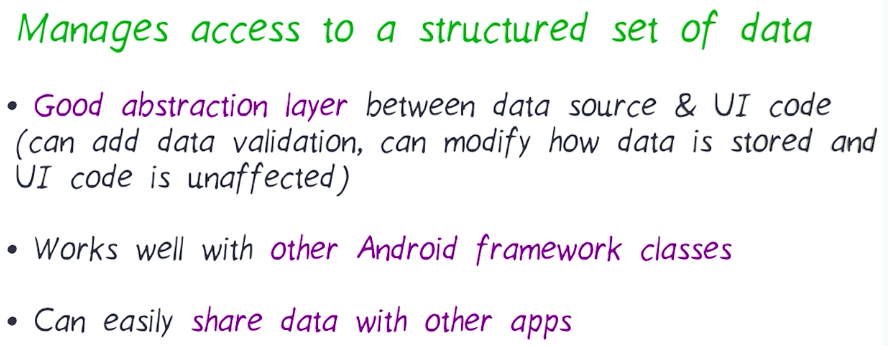 Manages access to a structured set of data
• Good abstraction layer between data source & UI code
(can add data validation, can modify how data is stored and
UI code is unaffected)
• Works well with other Android framework classes
• Can easily share data with other apps